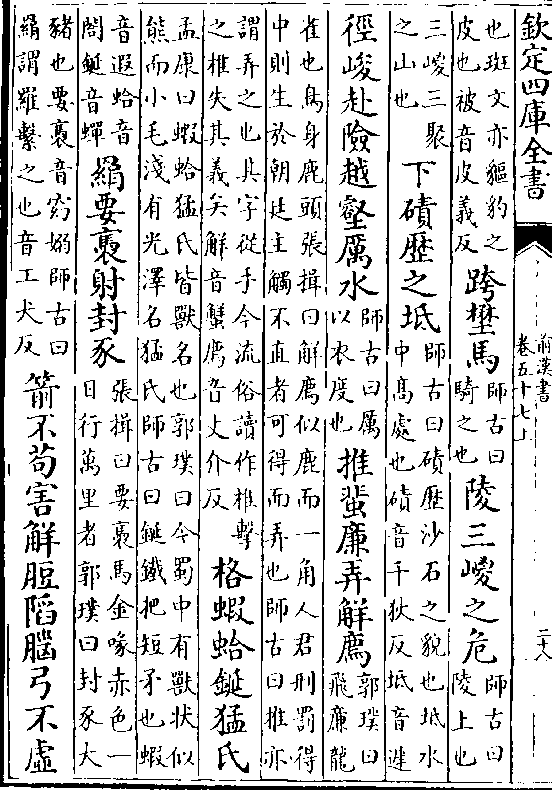 欽定四庫全書
前漢書
卷五十七上
二十八
也斑文亦貙豹之
皮也被音皮義反
跨壄馬
師古曰
騎之也
陵三嵏之危
師古曰
陵上也
三嵏三聚
之山也
下磧歴之坻
師古曰磧歴沙石之貌也坻水
中髙處也磧音千狄反坻音遟
徑峻赴險越壑厲水
師古曰厲
以衣度也
推蜚廉弄解廌
郭璞曰
飛廉龍
雀也鳥身鹿頭張揖曰解廌似鹿而一角人君刑罰得
中則生於朝廷主觸不直者可得而弄也師古曰推亦
謂弄之也其字從手今流俗讀作椎擊
之椎失其義矣解音蟹廌音丈介反
格蝦蛤鋋猛氏
孟康曰蝦蛤猛氏皆獸名也郭璞曰今蜀中有獸狀似
熊而小毛淺有光澤名猛氏師古曰鋋鐵把短矛也蝦
音遐蛤音
閤鋋音蟬
羂要褭射封豕
張揖曰要褭馬金喙赤色一
日行萬里者郭璞曰封豕大
豬也要褭音窈嫋師古曰
羂謂羅繫之也音工犬反
箭不茍害解脰陷腦弓不虛